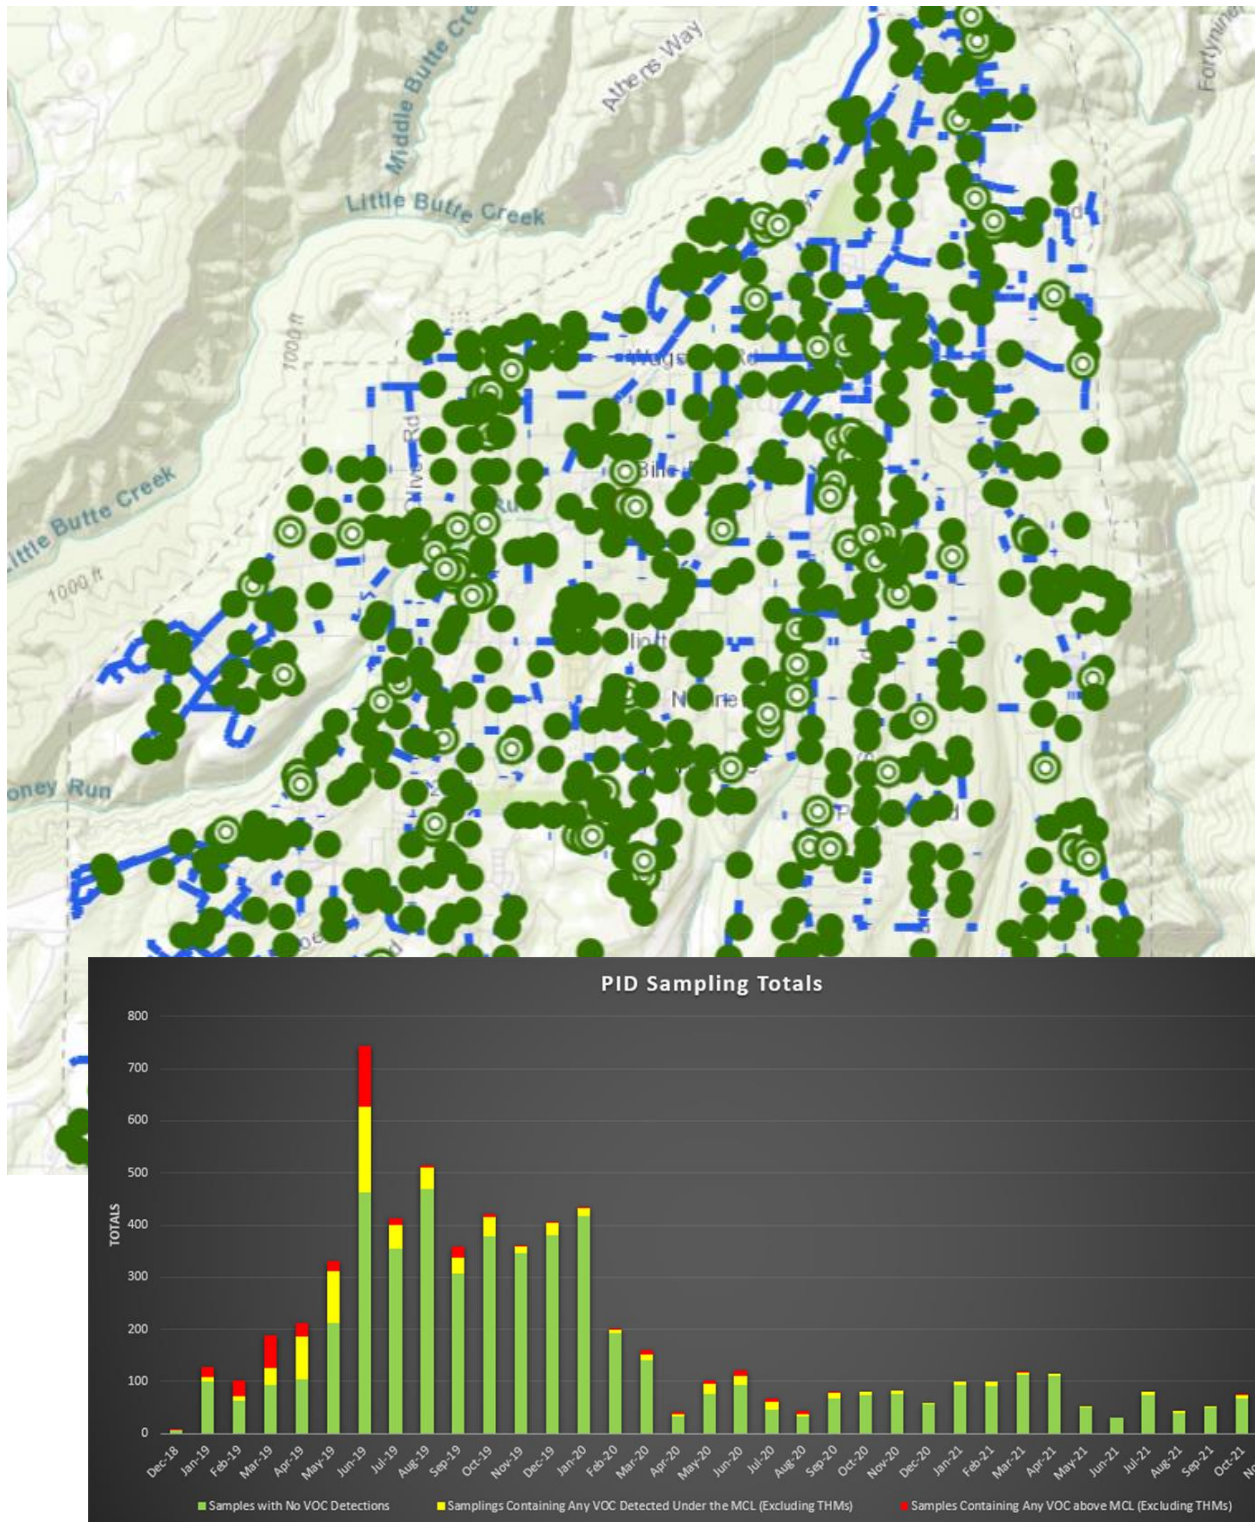 Middle Butte Cre
Athens Way
Fortynine
Little Butte Creek
1000 ft
ittle Butte Creek
1000 ft
oney Run
PID Sampling Totals
800
700
600
500
400
300
200
100
0
TOTALS
Dec-18 Jan-19 Feb-19 Mar-19 Apr-19 May-19 Jun-19 Jul-19 Aug-19 Sep-19 Oct-19 Nov-19 Dec-19 Jan-20 Feb-20 Mar-20 Apr-20 May-20 Jun-20 Jul-20 Aug-20 Sep-20 Oct-20 Nov-20 Dec-20 Jan-21 Feb-21 Mar-21 Apr-21 May-21 Jun-21 Jul-21 Aug-21 Sep-21 Oct-21
Samples with No VOC Detections
Samplings Containing Any VOC Detected Under the MCL (Excluding THMs)
Samples Containing Any VOC above MCL (Excluding THMs)